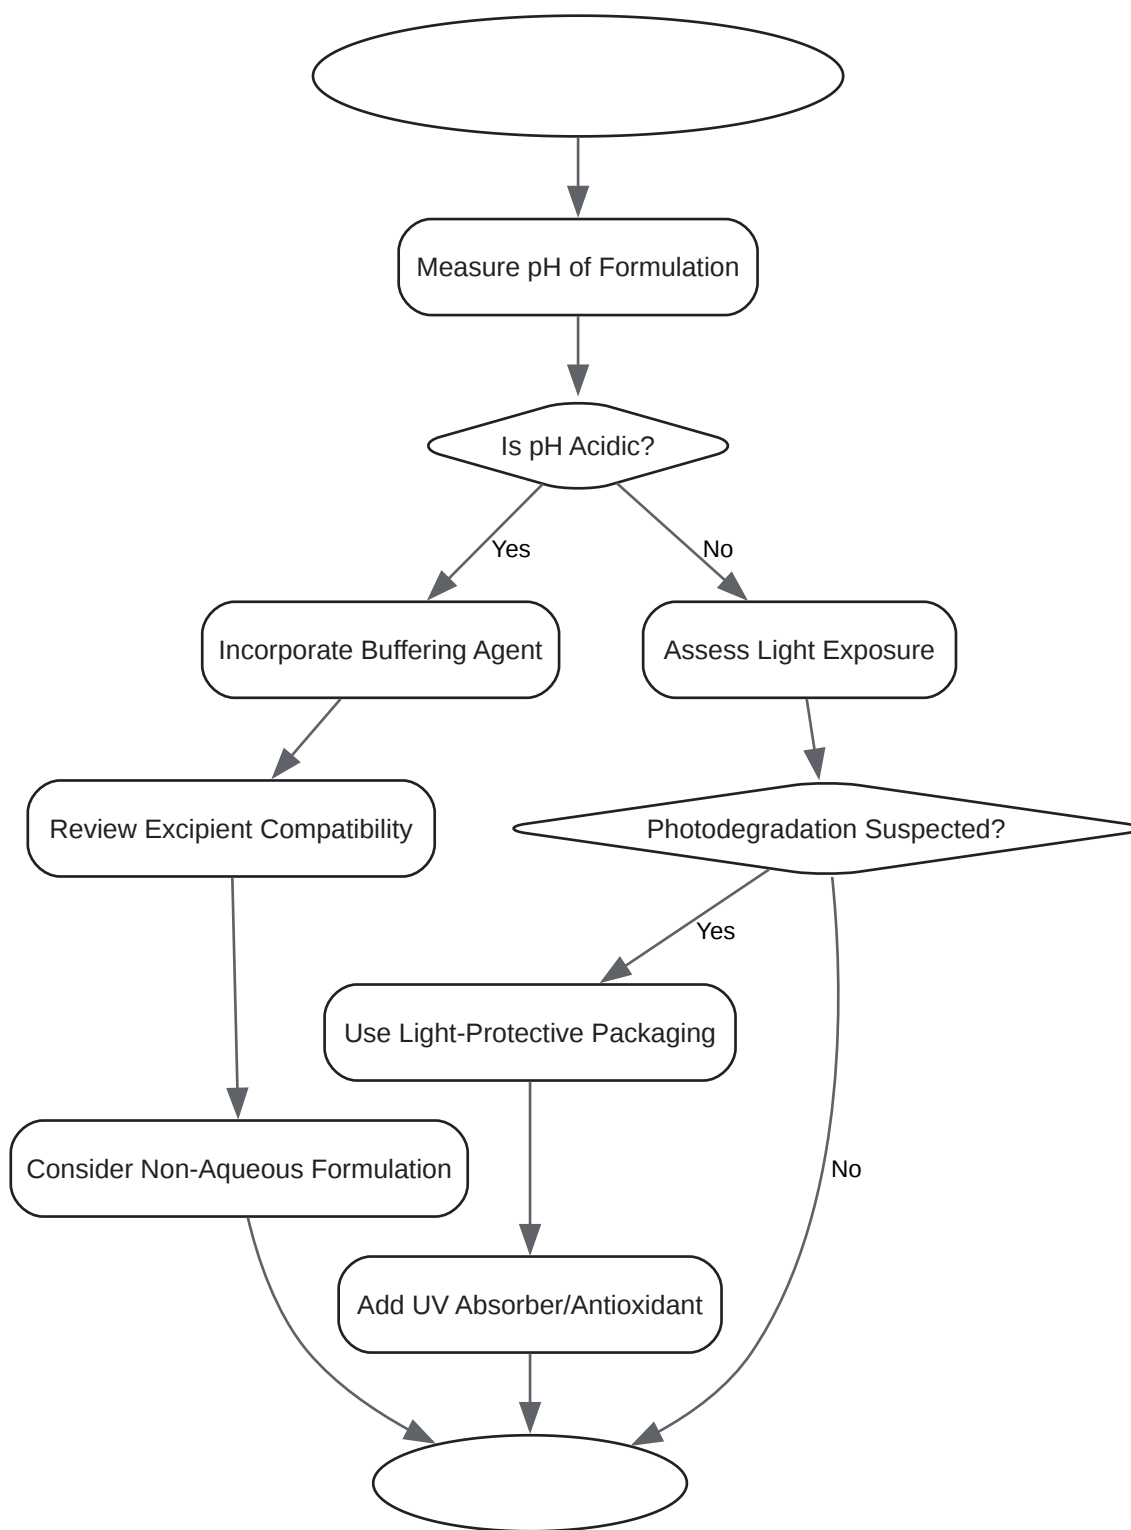 Measure pH of Formulation
Is pH Acidic?
Yes
No
Incorporate Buffering Agent
Assess Light Exposure
Review Excipient Compatibility
Photodegradation Suspected?
Yes
Use Light-Protective Packaging
Consider Non-Aqueous Formulation
No
Add UV Absorber/Antioxidant